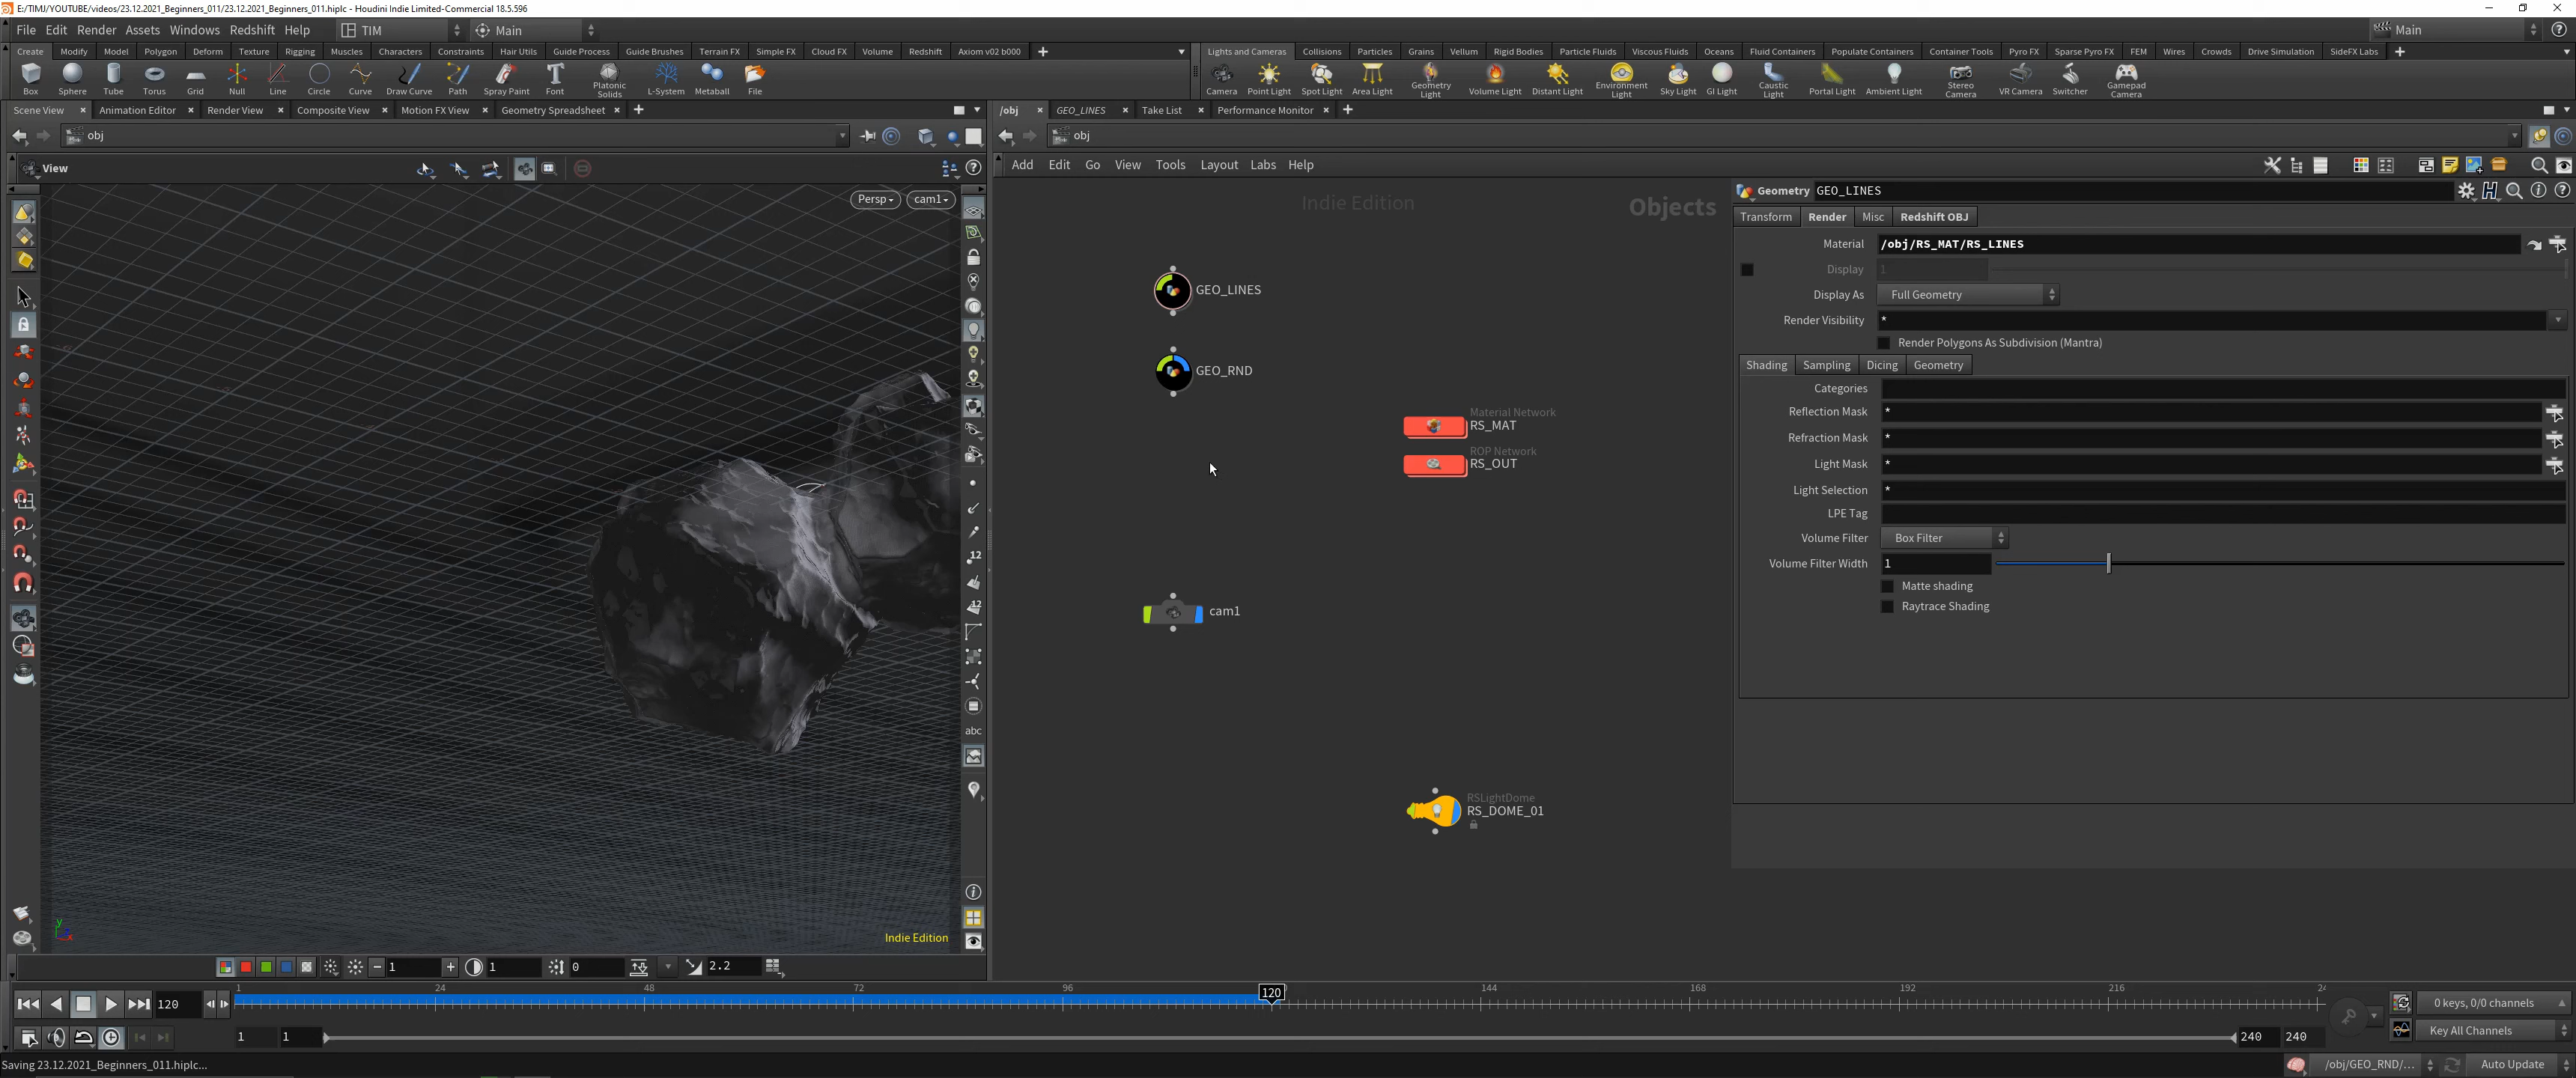 E:/TIMJ/YOUTUBE/videos/23.12.2021_Beginners_011/23.12.2021_Beginners_011.hiplc - Houdini Indie Limited-Commercial 18.5.596
File Edit Render Assets Windows Redshift Help TIM Main Main
Create Modify Model Polygon Deform Texture Rigging Muscles Characters Constraints Hair Utils Guide Process Guide Brushes Terrain FX Simple FX Cloud FX Volume Redshift Axiom v02 b000
Lights and Cameras Collisions Particles Grains Vellum Rigid Bodies Particle Fluids Viscous Fluids Oceans Fluid Containers Populate Containers Container Tools Pyro FX Sparse Pyro FX FEM Wires Crowds Drive Simulation SideFX Labs
Box Sphere Tube Torus Grid Null Line Circle Curve Draw Curve Path Spray Paint Font Platonic Solids L-System Metaball File
Camera Point Light Spot Light Area Light Geometry Light Volume Light Distant Light Environment Light Sky Light GI Light Caustic Light Portal Light Ambient Light Stereo Camera VR Camera Switcher Gamepad Camera
Scene View Animation Editor Render View Composite View Motion FX View Geometry Spreadsheet
/obj GEO_LINES Take List Performance Monitor
obj
obj
View
Add Edit Go View Tools Layout Labs Help
Persp cam1
Indie Edition
Objects
GEO_LINES
GEO_RND
Material Network
RS_MAT
ROP Network
RS_OUT
cam1
RSLightDome
RS_DOME_01
Geometry GEO_LINES
Transform Render Misc Redshift OBJ
Material /obj/RS_MAT/RS_LINES
Display 1
Display As Full Geometry
Render Visibility *
Render Polygons As Subdivision (Mantra)
Shading Sampling Dicing Geometry
Categories
Reflection Mask *
Refraction Mask *
Light Mask *
Light Selection *
LPE Tag
Volume Filter Box Filter
Volume Filter Width 1
Matte shading
Raytrace Shading
12
12
abc
y
x
Indie Edition
1 1 0 2.2
120 1 24 48 72 96 120 144 168 192 216
0 keys, 0/0 channels
1 1 240 240
Key All Channels
Saving 23.12.2021_Beginners_011.hiplc...
/obj/GEO_RND/... Auto Update